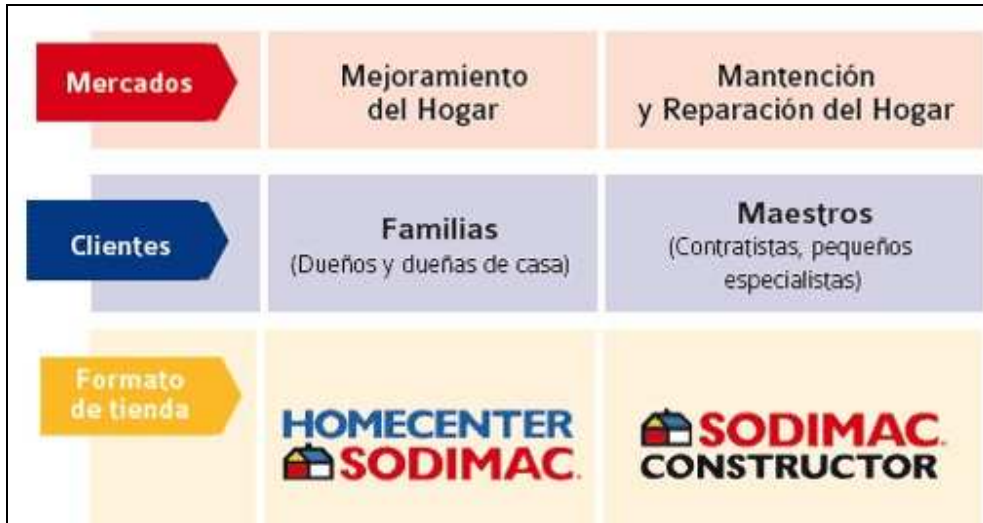 Mercados
Mejoramiento
del Hogar
Mantención
y Reparación del Hogar
Clientes
Familias
(Dueños y dueñas de casa)
Maestros
(Contratistas, pequeños
especialistas)
Formato
de tienda
HOMECENTER
SODIMAC.
SODIMAC.
CONSTRUCTOR